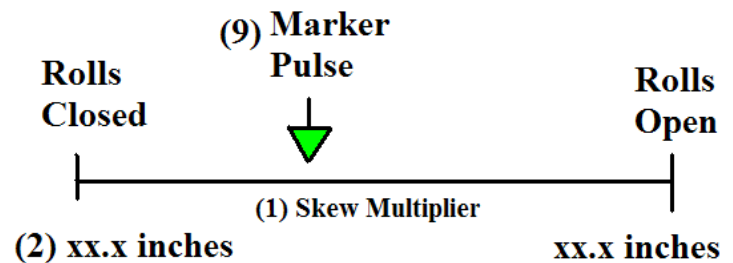 (9) Marker
Pulse
Rolls
Closed
Rolls
Open
(1) Skew Multiplier
(2) xx.x inches
xx.x inches